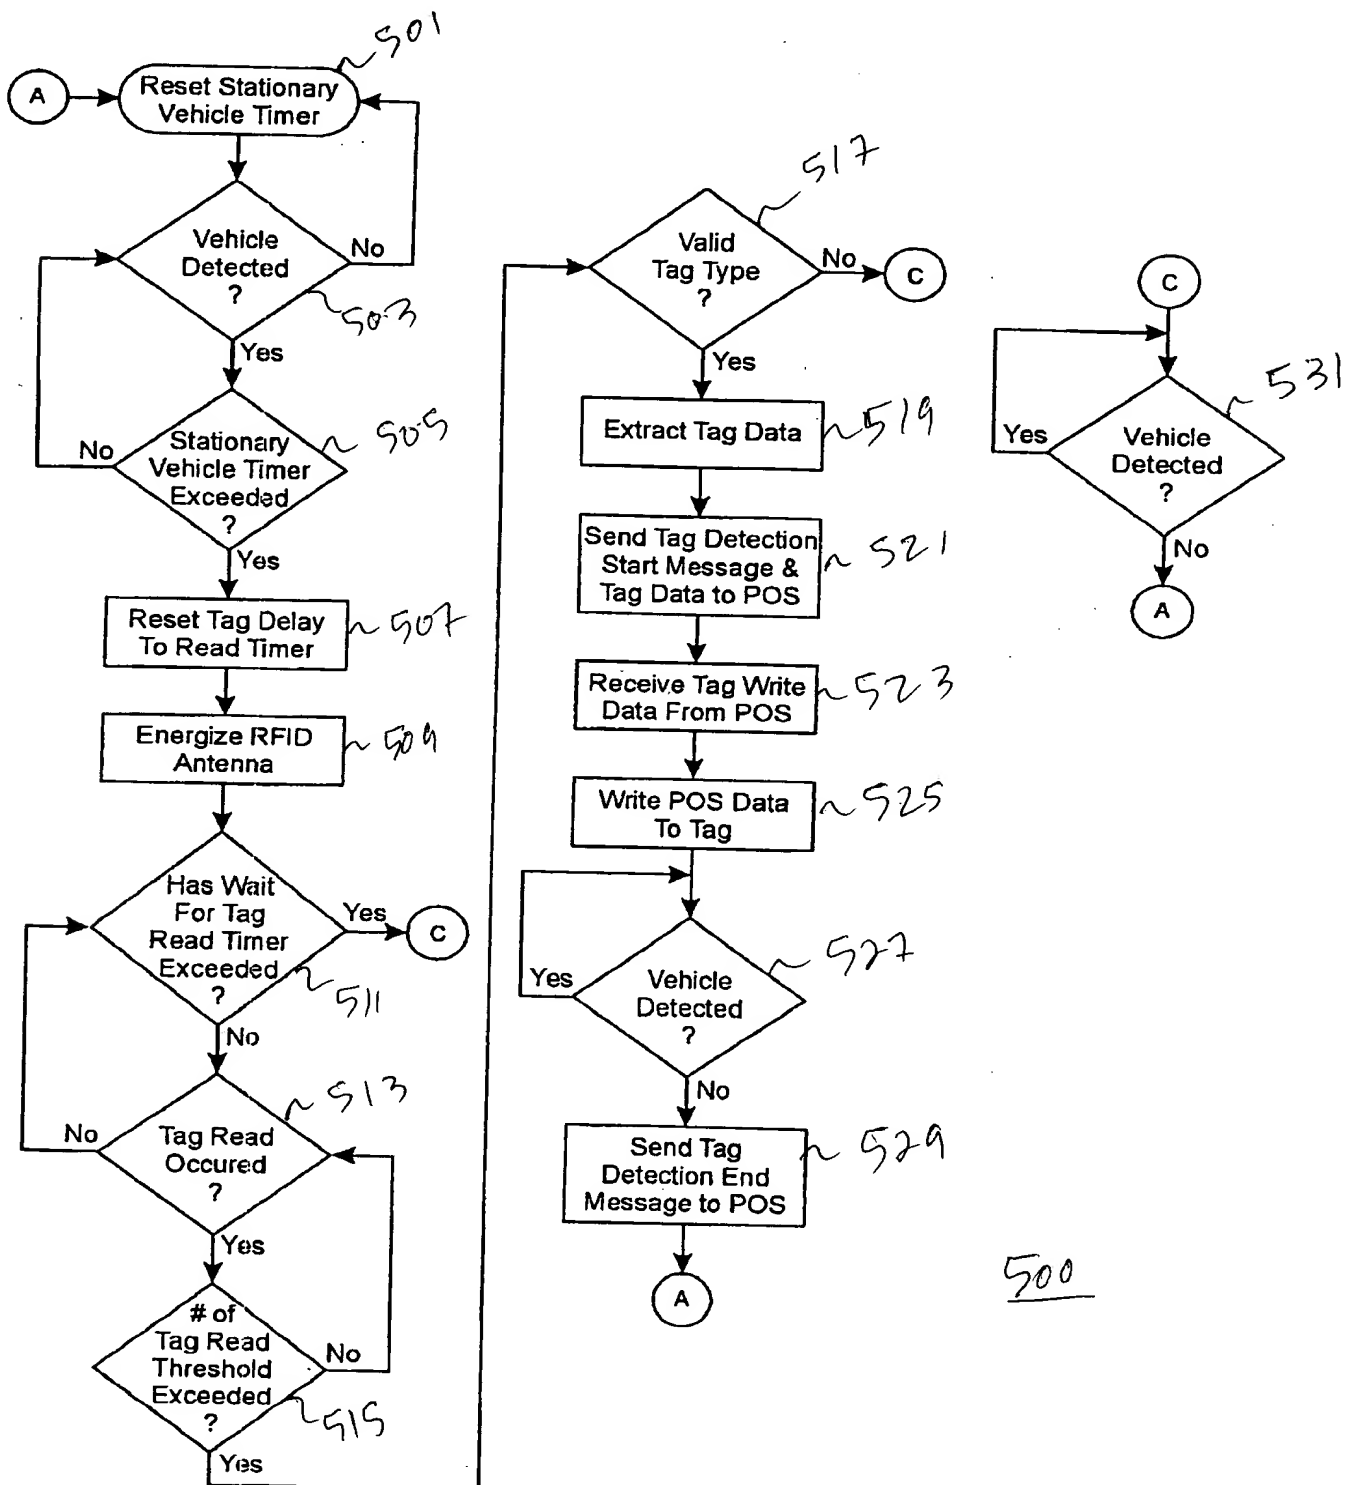 501
A
Reset Stationary
Vehicle Timer
Vehicle
Detected
?
No
503
Yes
Stationary
Vehicle Timer
Exceeded
?
No
505
Yes
Reset Tag Delay
To Read Timer
507
Energize RFID
Antenna
509
Has Wait
For Tag
Read Timer
Exceeded
?
Yes
C
511
No
513
Tag Read
Occured
?
No
Yes
# of
Tag Read
Threshold
Exceeded
?
No
515
Yes
517
Valid
Tag Type
?
No
C
Yes
Extract Tag Data
519
Send Tag Detection
Start Message &
Tag Data to POS
521
Receive Tag Write
Data From POS
523
Write POS Data
To Tag
525
Vehicle
Detected
?
Yes
527
No
Send Tag
Detection End
Message to POS
529
A
C
531
Vehicle
Detected
?
Yes
No
A
500